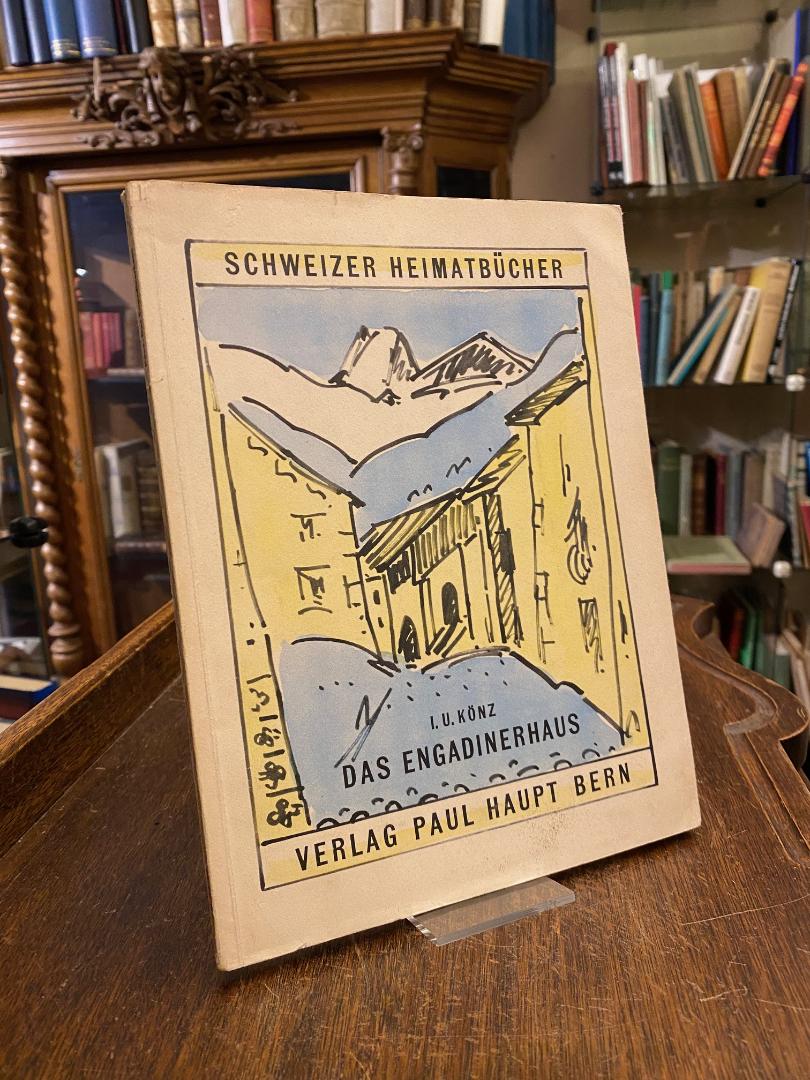 SCHWEIZER HEIMATBÜCHER
I. U. KÖNZ
DAS ENGADINERHAUS
VERLAG PAUL HAUPT BERN